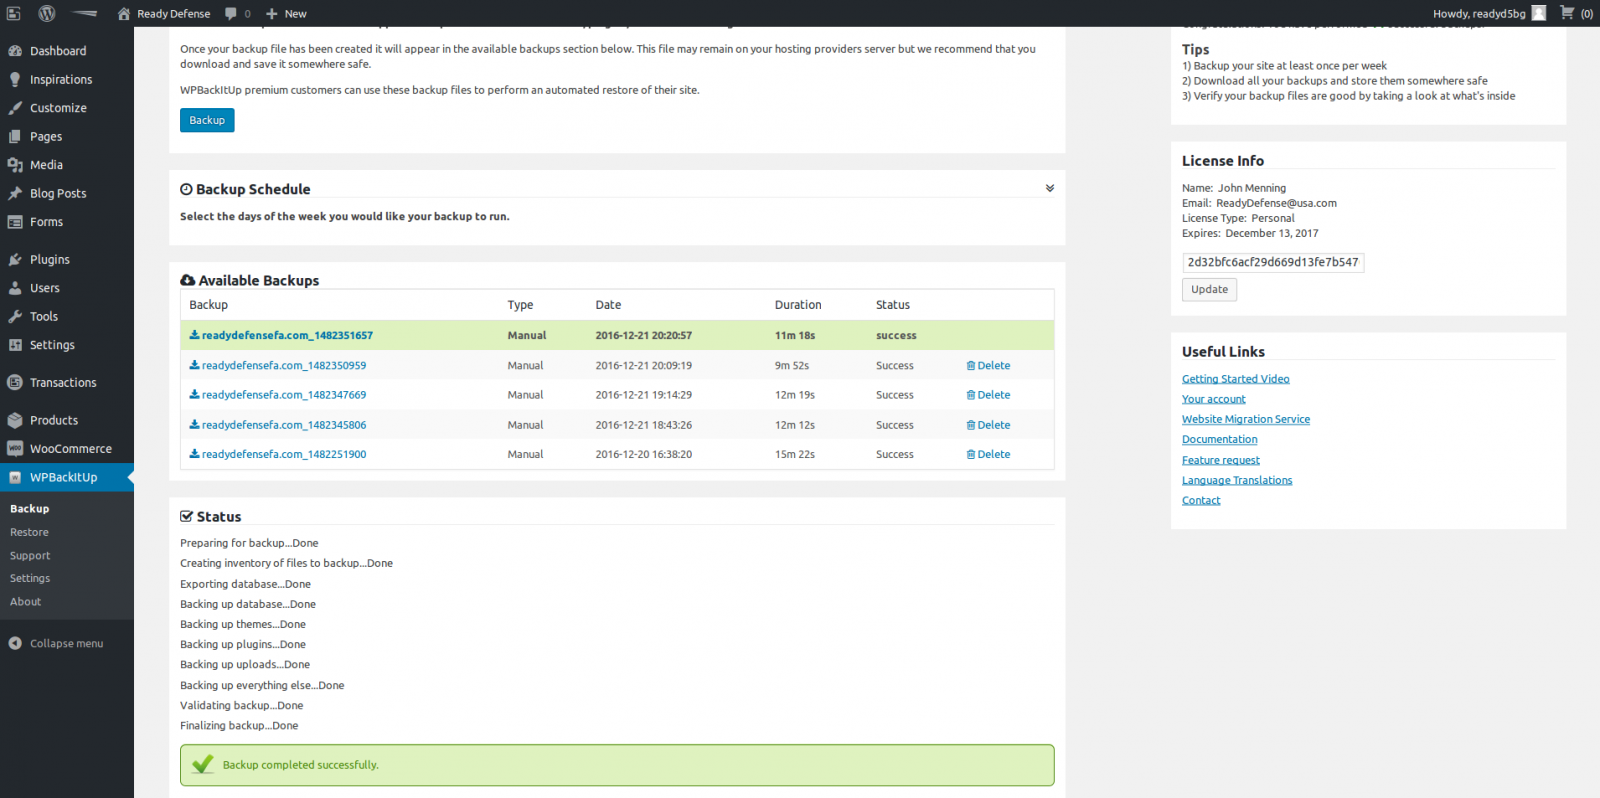 Ready Defense 0 New Howdy, readyd5bg (0)
Dashboard
Inspirations
Customize
Pages
Media
Blog Posts
Forms
Plugins
Users
Tools
Settings
Transactions
Products
WooCommerce
WPBackItUp
Backup
Restore
Support
Settings
About
Collapse menu
Once your backup file has been created it will appear in the available backups section below. This file may remain on your hosting providers server but we recommend that you
download and save it somewhere safe.
WPBackItUp premium customers can use these backup files to perform an automated restore of their site.
Backup
Backup Schedule
Select the days of the week you would like your backup to run.
Available Backups
Backup Type Date Duration Status
readydefensefa.com_1482351657 Manual 2016-12-21 20:20:57 11m 18s success
readydefensefa.com_1482350959 Manual 2016-12-21 20:09:19 9m 52s Success Delete
readydefensefa.com_1482347669 Manual 2016-12-21 19:14:29 12m 19s Success Delete
readydefensefa.com_1482345806 Manual 2016-12-21 18:43:26 12m 12s Success Delete
readydefensefa.com_1482251900 Manual 2016-12-20 16:38:20 15m 22s Success Delete
Status
Preparing for backup...Done
Creating inventory of files to backup...Done
Exporting database...Done
Backing up database...Done
Backing up themes...Done
Backing up plugins...Done
Backing up uploads...Done
Backing up everything else...Done
Validating backup...Done
Finalizing backup...Done
Backup completed successfully.
Tips
1) Backup your site at least once per week
2) Download all your backups and store them somewhere safe
3) Verify your backup files are good by taking a look at what's inside
License Info
Name: John Menning
Email: ReadyDefense@usa.com
License Type: Personal
Expires: December 13, 2017
2d32bfc6acf29d669d13fe7b547
Update
Useful Links
Getting Started Video
Your account
Website Migration Service
Documentation
Feature request
Language Translations
Contact